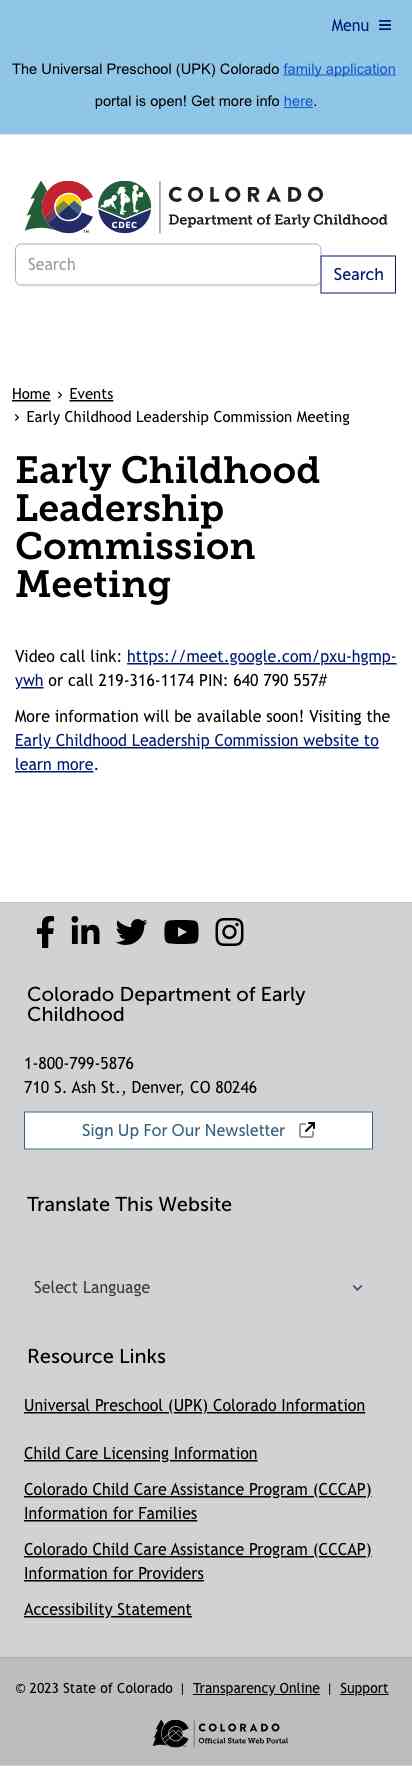 Menu
The Universal Preschool (UPK) Colorado family application
portal is open! Get more info here.
CDEC
COLORADO
Department of Early Childhood
Search
Search
Home › Events
› Early Childhood Leadership Commission Meeting
Early Childhood
Leadership
Commission
Meeting
Video call link: https://meet.google.com/pxu-hgmp-
ywh or call 219-316-1174 PIN: 640 790 557#
More information will be available soon! Visiting the
Early Childhood Leadership Commission website to
learn more.
Colorado Department of Early
Childhood
1-800-799-5876
710 S. Ash St., Denver, CO 80246
Sign Up For Our Newsletter
Translate This Website
Select Language
Resource Links
Universal Preschool (UPK) Colorado Information
Child Care Licensing Information
Colorado Child Care Assistance Program (CCCAP)
Information for Families
Colorado Child Care Assistance Program (CCCAP)
Information for Providers
Accessibility Statement
© 2023 State of Colorado | Transparency Online | Support
COLORADO
Official State Web Portal